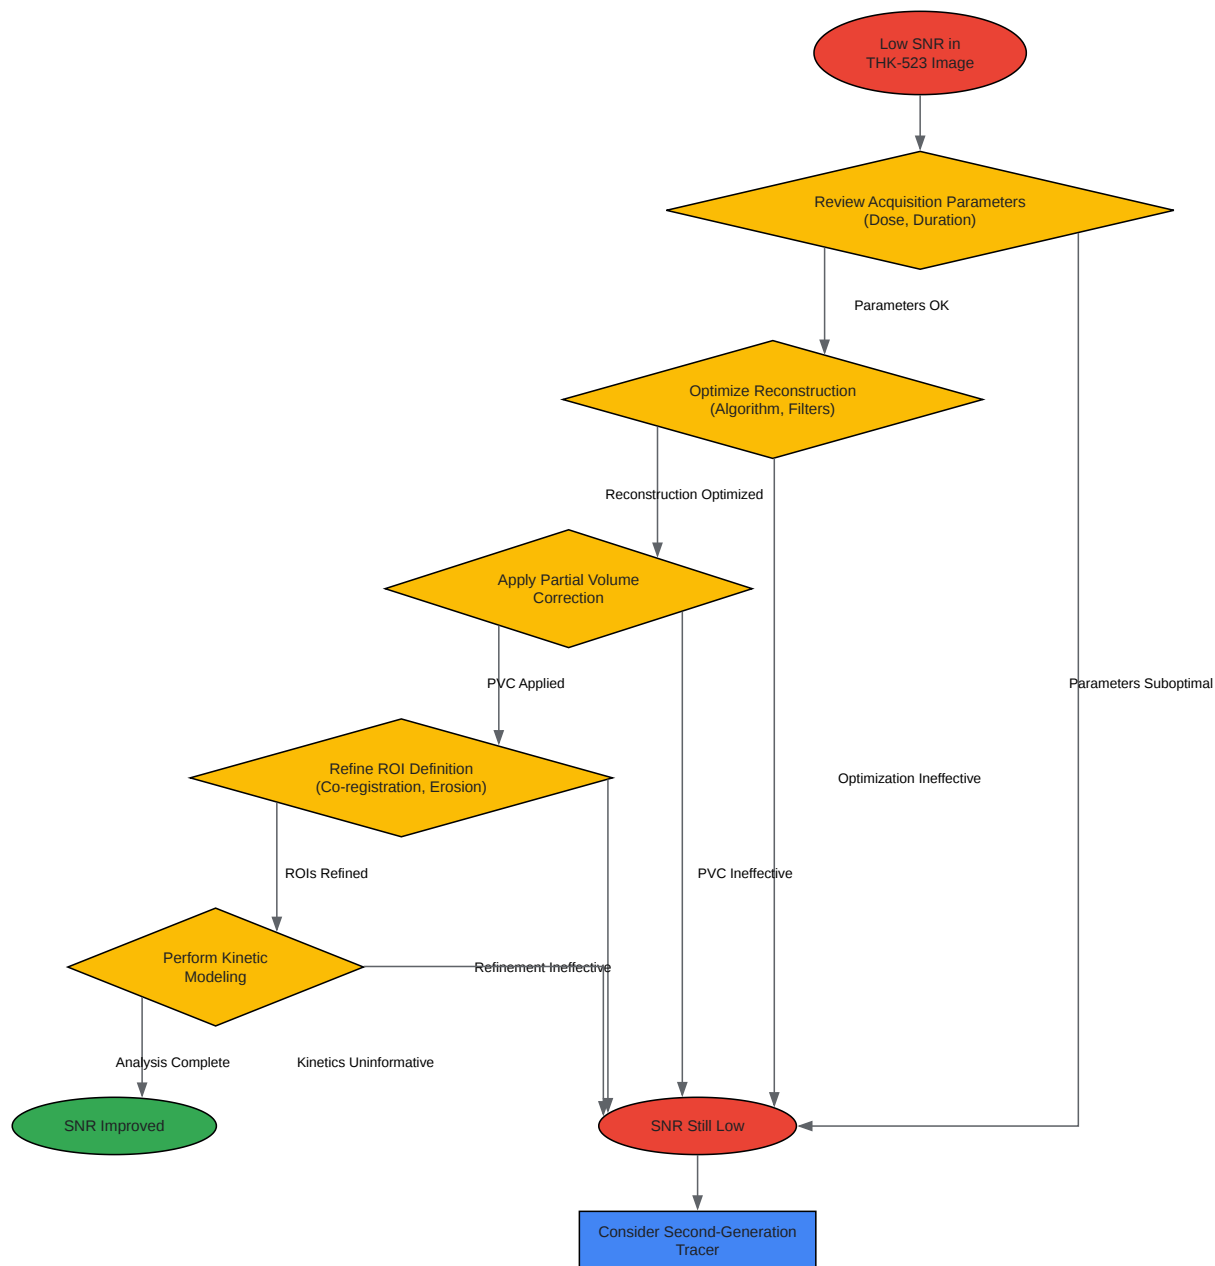 Low SNR in
THK-523 Image
Review Acquisition Parameters
(Dose, Duration)
Parameters OK
Optimize Reconstruction
(Algorithm, Filters)
Reconstruction Optimized
Apply Partial Volume
Correction
PVC Applied
Parameters Suboptimal
Refine ROI Definition
(Co-registration, Erosion)
Optimization Ineffective
ROIs Refined
PVC Ineffective
Perform Kinetic
Modeling
Refinement Ineffective
Analysis Complete
Kinetics Uninformative
SNR Improved
SNR Still Low
Consider Second-Generation
Tracer